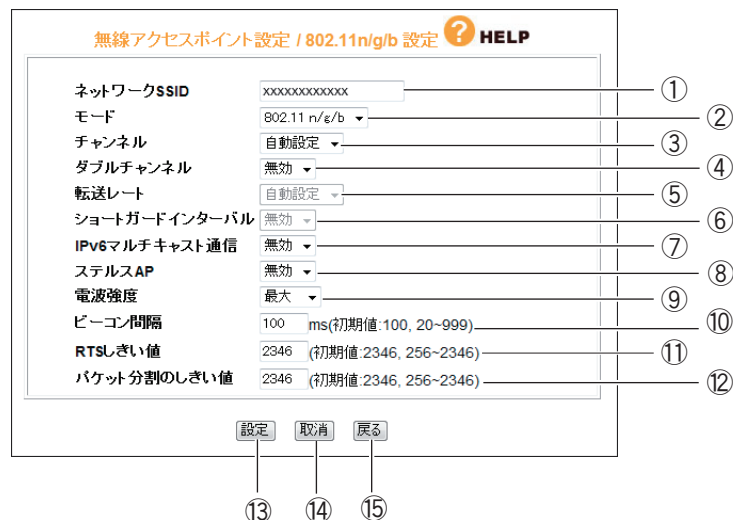 無線アクセスポイント設定 / 802.11n/g/b 設定 ? HELP
ネットワークSSID xxxxxxxxxxxx ①
モード 802.11 n/g/b ②
チャンネル 自動設定 ③
ダブルチャンネル 無効 ④
転送レート 自動設定 ⑤
ショートガードインターバル 無効 ⑥
IPv6マルチキャスト通信 無効 ⑦
ステルスAP 無効 ⑧
電波強度 最大 ⑨
ビーコン間隔 100 ms(初期値:100, 20~999) ⑩
RTSしきい値 2346 (初期値:2346, 256~2346) ⑪
パケット分割のしきい値 2346 (初期値:2346, 256~2346) ⑫
設定 取消 戻る
⑬ ⑭ ⑮